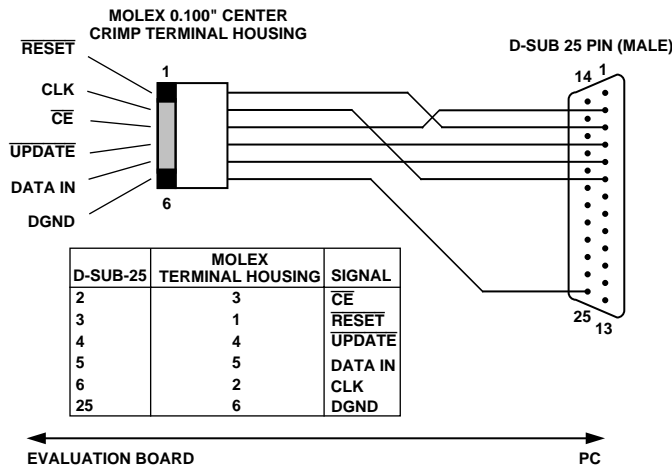 MOLEX 0.100" CENTER
CRIMP TERMINAL HOUSING
D-SUB 25 PIN (MALE)
RESET
CLK
CE
UPDATE
DATA IN
DGND
1
6
14 1
25
13
D-SUB-25 MOLEX TERMINAL HOUSING SIGNAL
2 3 CE
3 1 RESET
4 4 UPDATE
5 5 DATA IN
6 2 CLK
25 6 DGND
EVALUATION BOARD PC